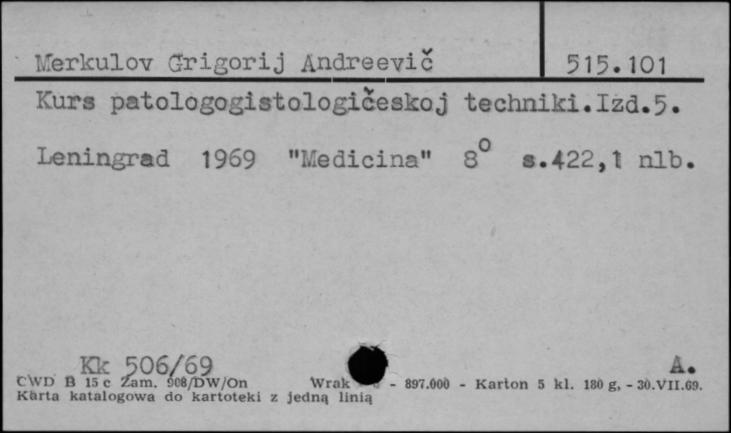 Merkulov Grigorij Andreevič 515.101
Kurs patologogistologičeskoj techniki.Izd.5.
Leningrad 1969 "Medicina" 8° s.422,1 nlb.
Kk 506/69 A.
CWD B 15 c Zam. 908/DW/On Wrak - 897.000 - Karton 5 kl. 180 g, - 30.VII.69.
Karta katalogowa do kartoteki z jedną linią